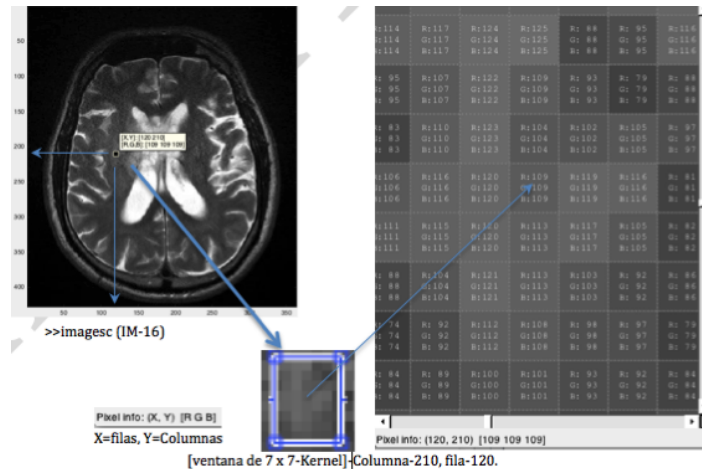 50
100
150
200
250
300
350
400
[X,Y]: [120 210]
[R,G,B]: [109 109 109]
50 100 150 200 250 300 350
>>imagesc (IM-16)
:114 R:117 R:124 R:125 R: 88 R: 95 R:116
:114 G:117 G:124 G:125 G: 88 G: 95 G:116
:114 B:117 B:124 B:125 B: 88 B: 95 B:116
: 95 R:107 R:122 R:109 R: 93 R: 79 R: 88
: 95 G:107 G:122 G:109 G: 93 G: 79 G: 88
: 95 B:107 B:122 B:109 B: 93 B: 79 B: 88
: 83 R:110 R:123 R:104 R:102 R:105 R: 97
: 83 G:110 G:123 G:104 G:102 G:105 G: 97
: 83 B:110 B:123 B:104 B:102 B:105 B: 97
:106 R:116 R:120 R:109 R:119 R:116 R: 81
:106 G:116 G:120 G:109 G:119 G:116 G: 81
:106 B:116 B:120 B:109 B:119 B:116 B: 81
:111 R:115 R:120 R:113 R:117 R:105 R: 82
:111 G:115 G:120 G:113 G:117 G:105 G: 82
:111 B:115 B:120 B:113 B:117 B:105 B: 82
: 88 R:104 R:121 R:113 R:103 R: 92 R: 86
: 88 G:104 G:121 G:113 G:103 G: 92 G: 86
: 88 B:104 B:121 B:113 B:103 B: 92 B: 86
: 74 R: 92 R:112 R:108 R: 98 R: 97 R: 79
: 74 G: 92 G:112 G:108 G: 98 G: 97 G: 79
: 74 B: 92 B:112 B:108 B: 98 B: 97 B: 79
: 84 R: 89 R:100 R:101 R: 93 R: 92 R: 84
: 84 G: 89 G:100 G:101 G: 93 G: 92 G: 84
: 84 B: 89 B:100 B:101 B: 93 B: 92 B: 84
Pixel info: (120, 210) [109 109 109]
Pixel info: (X, Y) [R G B]
X=filas, Y=Columnas
[ventana de 7 x 7-Kernel]-Columna-210, fila-120.